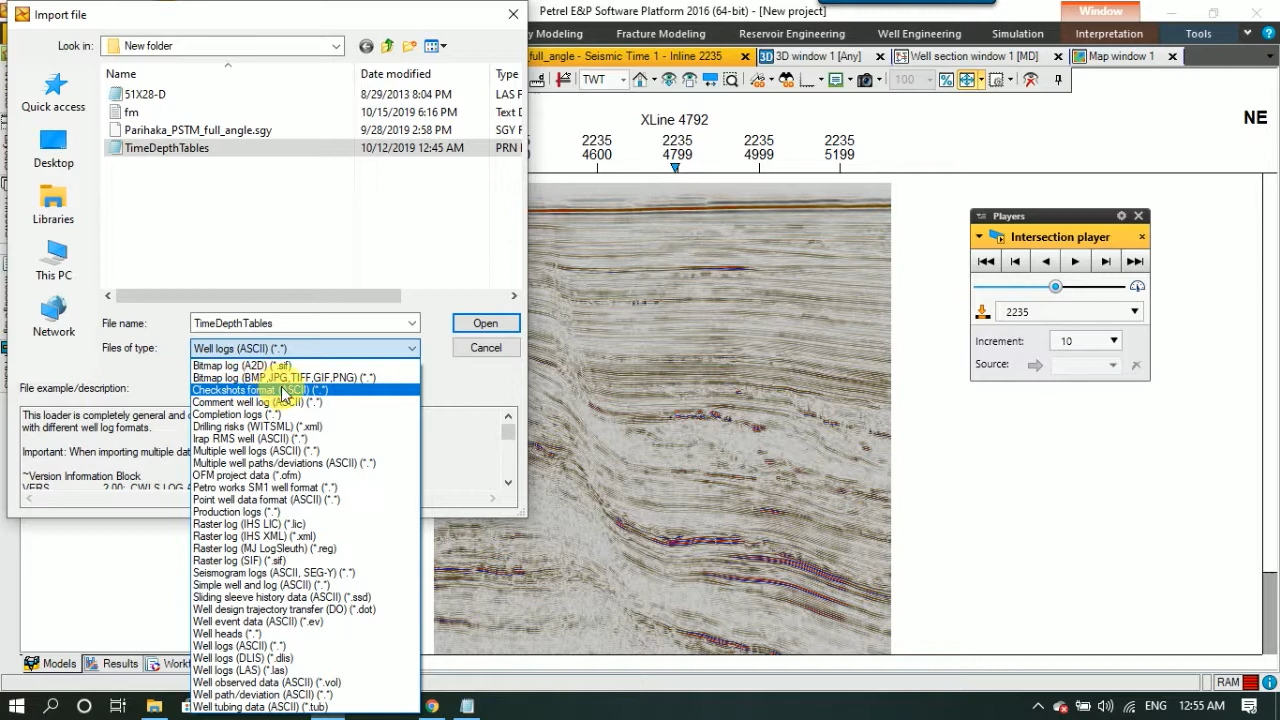 Import file
Petrel E&P Software Platform 2016 (64-bit) - [New project]
Window
Look in:
New folder
Modeling
Fracture Modeling
Reservoir Engineering
Well Engineering
Simulation
Interpretation
Tools
full_angle - Seismic Time 1 - Inline 2235
3D window 1 [Any]
Well section window 1 [MD]
Map window 1
Name
Date modified
Type
TWT
100
Quick access
3JX28-D
8/29/2013 8:04 PM
LAS F
fm
10/15/2019 6:16 PM
Text D
Parihaka_PSTM_full_angle.sgy
9/28/2019 2:58 PM
SGY F
TimeDepthTables
10/12/2019 12:45 AM
PRN F
Desktop
Libraries
This PC
Network
XLine 4792
NE
2235 2235 2235 2235
4600 4799 4999 5199
Players
Intersection player
2235
Increment:
10
Source:
File name:
TimeDepthTables
Open
Files of type:
Well logs (ASCII) (*.*)
Cancel
File example/description:
This loader is completely general and
with different well log formats.
Important: When importing multiple dat
~Version Information Block
VERS. 2.00: CWLS LOG A
Bitmap log (A2D) (*.sif)
Bitmap log (BMP,JPG,TIFF,GIF,PNG) (*.*)
Checkshots format (ASCII) (*.*)
Comment well log (ASCII) (*.*)
Completion logs (*.*)
Drilling risks (WITSML) (*.xml)
Irap RMS well (ASCII) (*.*)
Multiple well logs (ASCII) (*.*)
Multiple well paths/deviations (ASCII) (*.*)
OFM project data (*.ofm)
Petro works SM1 well format (*.*)
Point well data format (ASCII) (*.*)
Production logs (*.*)
Raster log (IHS LIC) (*.lic)
Raster log (IHS XML) (*.xml)
Raster log (MJ LogSleuth) (*.reg)
Raster log (SIF) (*.sif)
Seismogram logs (ASCII, SEG-Y) (*.*)
Simple well and log (ASCII) (*.*)
Sliding sleeve history data (ASCII) (*.ssd)
Well design trajectory transfer (DO) (*.dot)
Well event data (ASCII) (*.ev)
Well heads (*.*)
Well logs (ASCII) (*.*)
Well logs (DLIS) (*.dlis)
Well logs (LAS) (*.las)
Well observed data (ASCII) (*.vol)
Well path/deviation (ASCII) (*.*)
Well tubing data (ASCII) (*.tub)
Models
Results
Workf
RAM
ENG
12:55 AM